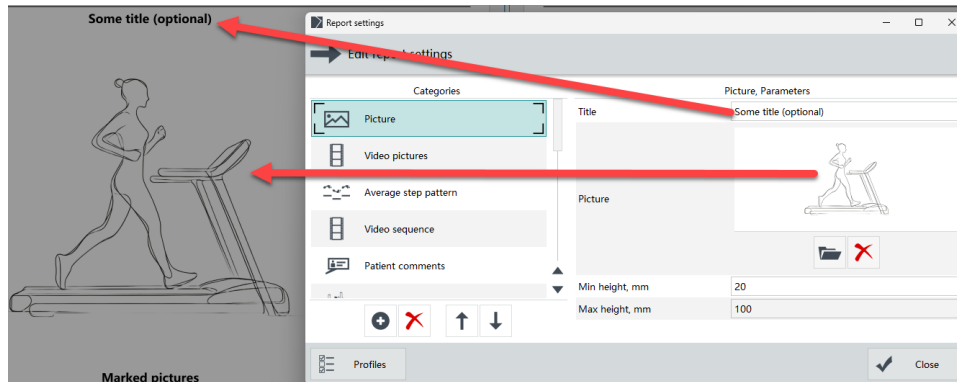 Some title (optional)
Report settings
Edit report settings
Categories
Picture
Video pictures
Average step pattern
Video sequence
Patient comments
Picture, Parameters
Title
Some title (optional)
Picture
Min height, mm
20
Max height, mm
100
Profiles
Close
Marked pictures